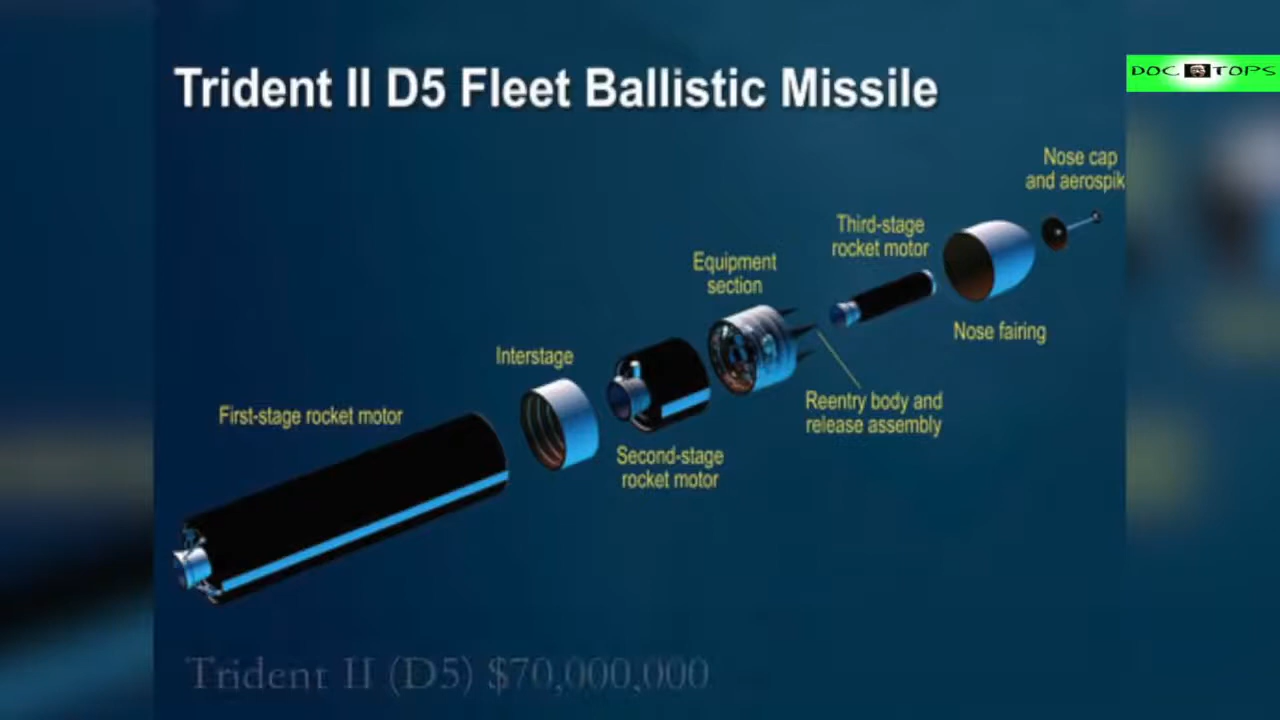 Trident II D5 Fleet Ballistic Missile
DOC TOPS
Nose cap
and aerospik
Third-stage
rocket motor
Equipment
section
Nose fairing
Interstage
Reentry body and
release assembly
First-stage rocket motor
Second-stage
rocket motor
Trident II (D5) $70,000,000